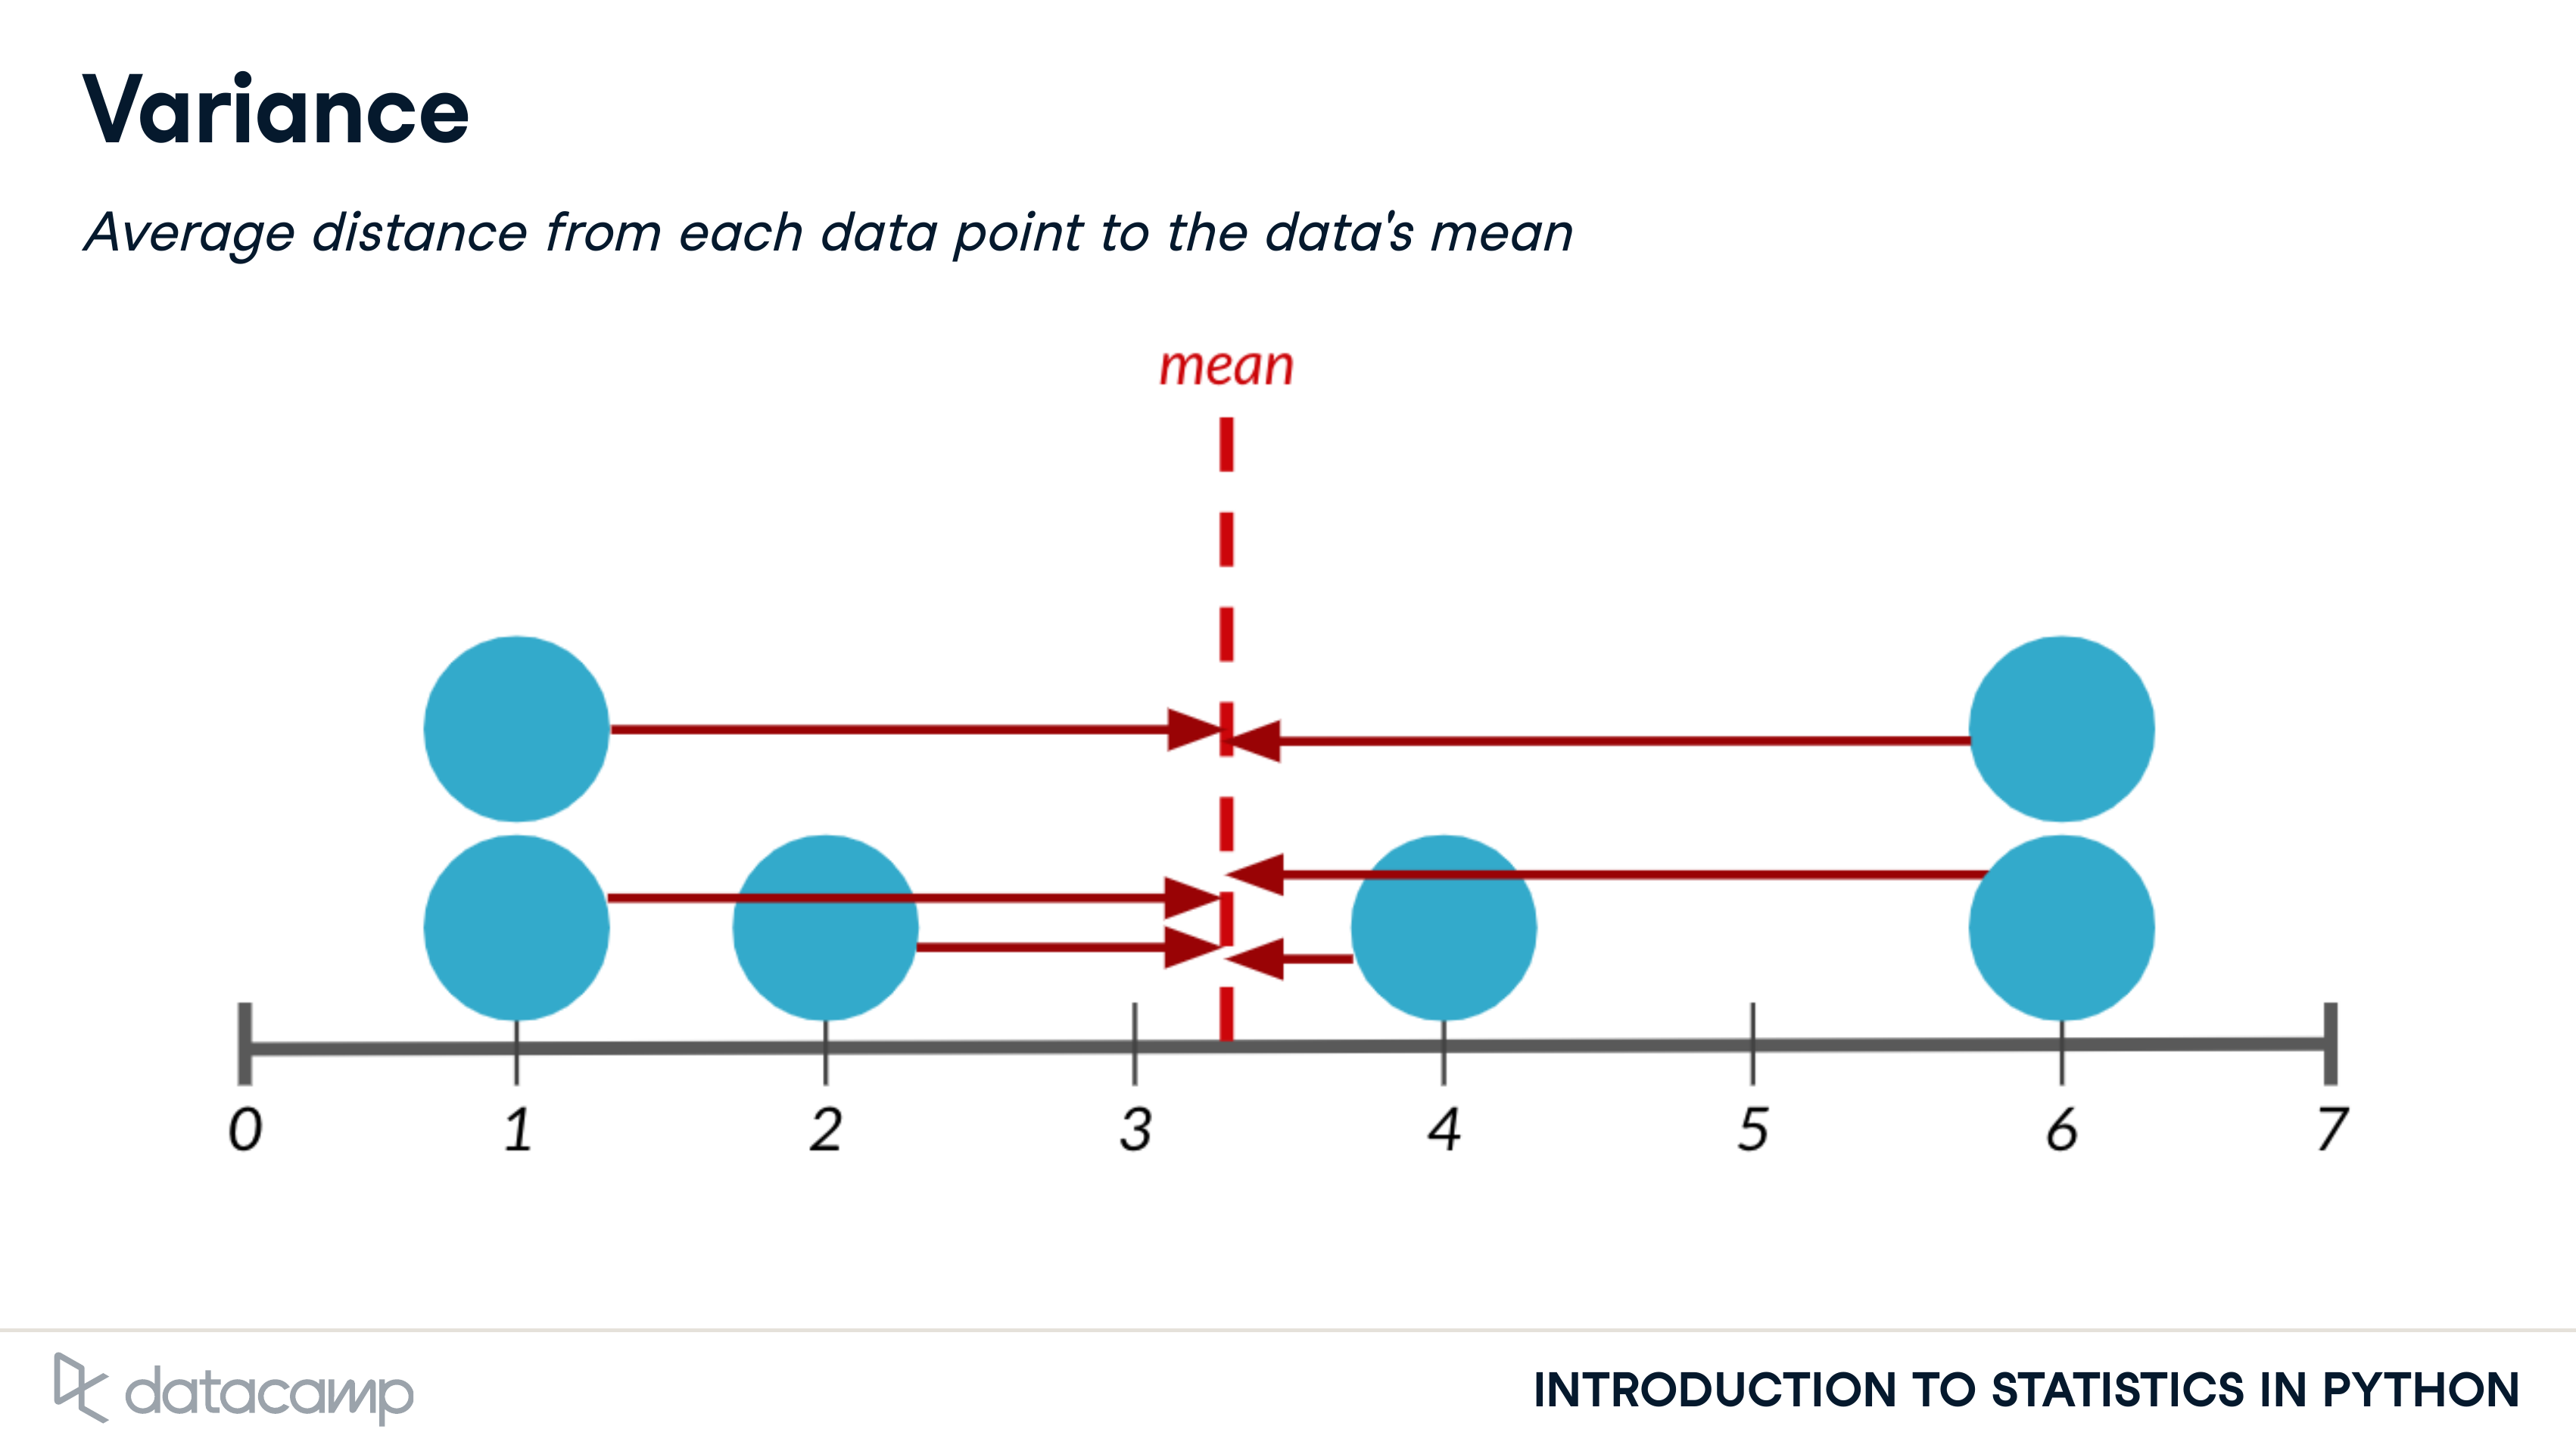 Variance
Average distance from each data point to the data's mean
mean
0 1 2 3 4 5 6 7
datacamp
INTRODUCTION TO STATISTICS IN PYTHON